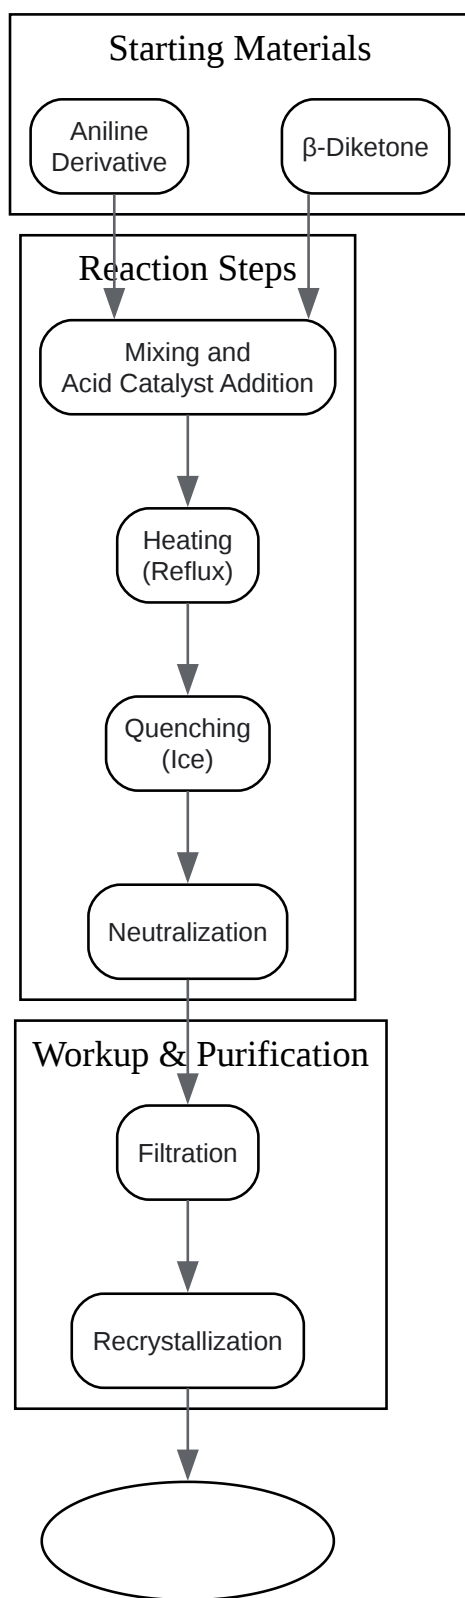 Starting Materials
Aniline
Derivative
β-Diketone
Reaction Steps
Mixing and
Acid Catalyst Addition
Heating
(Reflux)
Quenching
(Ice)
Neutralization
Workup & Purification
Filtration
Recrystallization